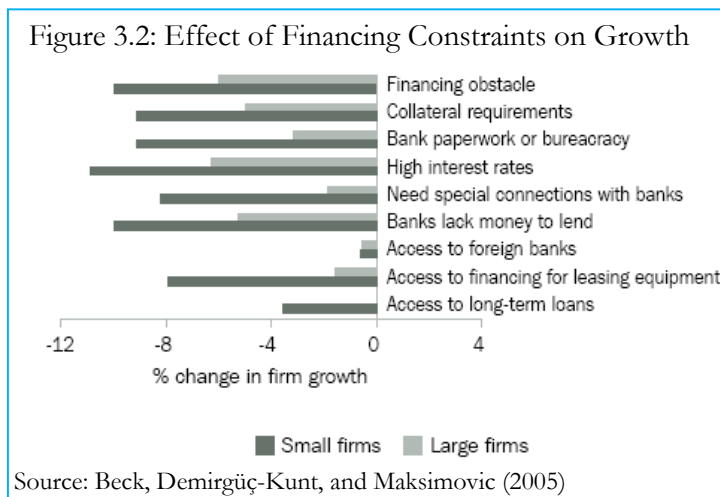 Figure 3.2: Effect of Financing Constraints on Growth
Financing obstacle
Collateral requirements
Bank paperwork or bureacracy
High interest rates
Need special connections with banks
Banks lack money to lend
Access to foreign banks
Access to financing for leasing equipment
Access to long-term loans
-12 -8 -4 0 4
% change in firm growth
Small firms Large firms
Source: Beck, Demirgüç-Kunt, and Maksimovic (2005)